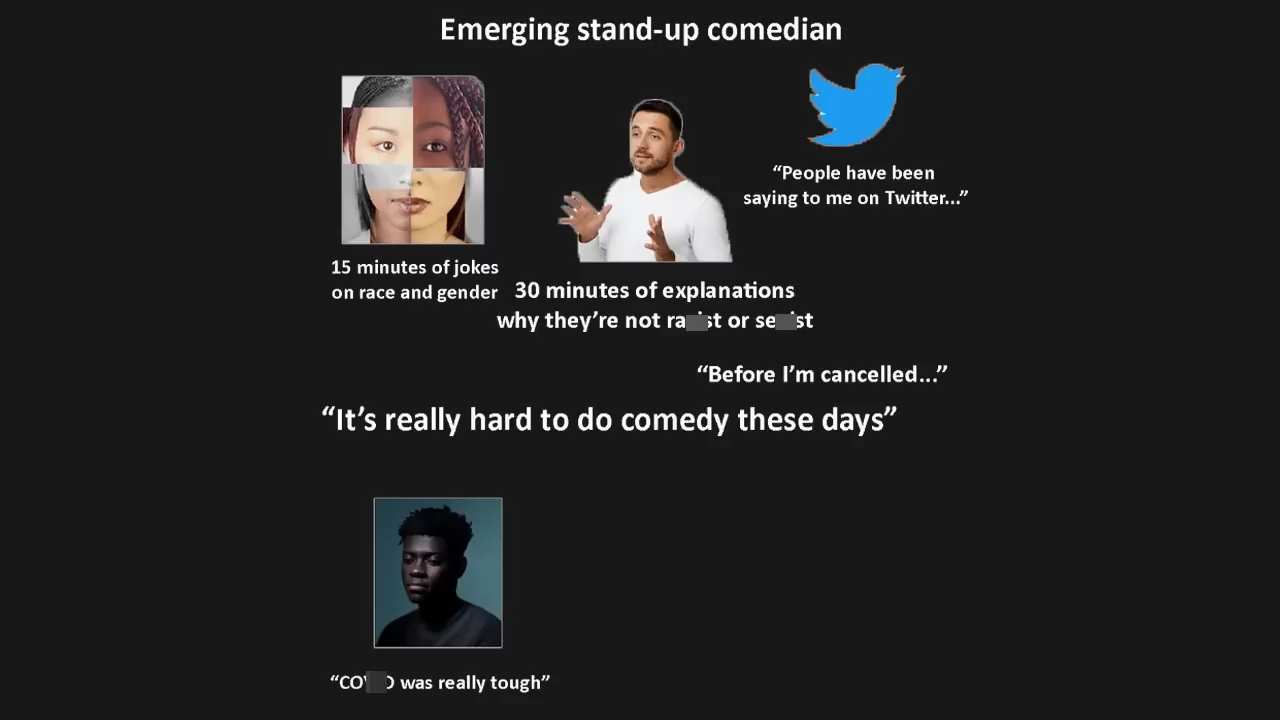 Emerging stand-up comedian
“People have been
saying to me on Twitter...”
15 minutes of jokes
on race and gender
30 minutes of explanations
why they’re not or
“Before I’m cancelled...”
“It’s really hard to do comedy these days”
was really tough”